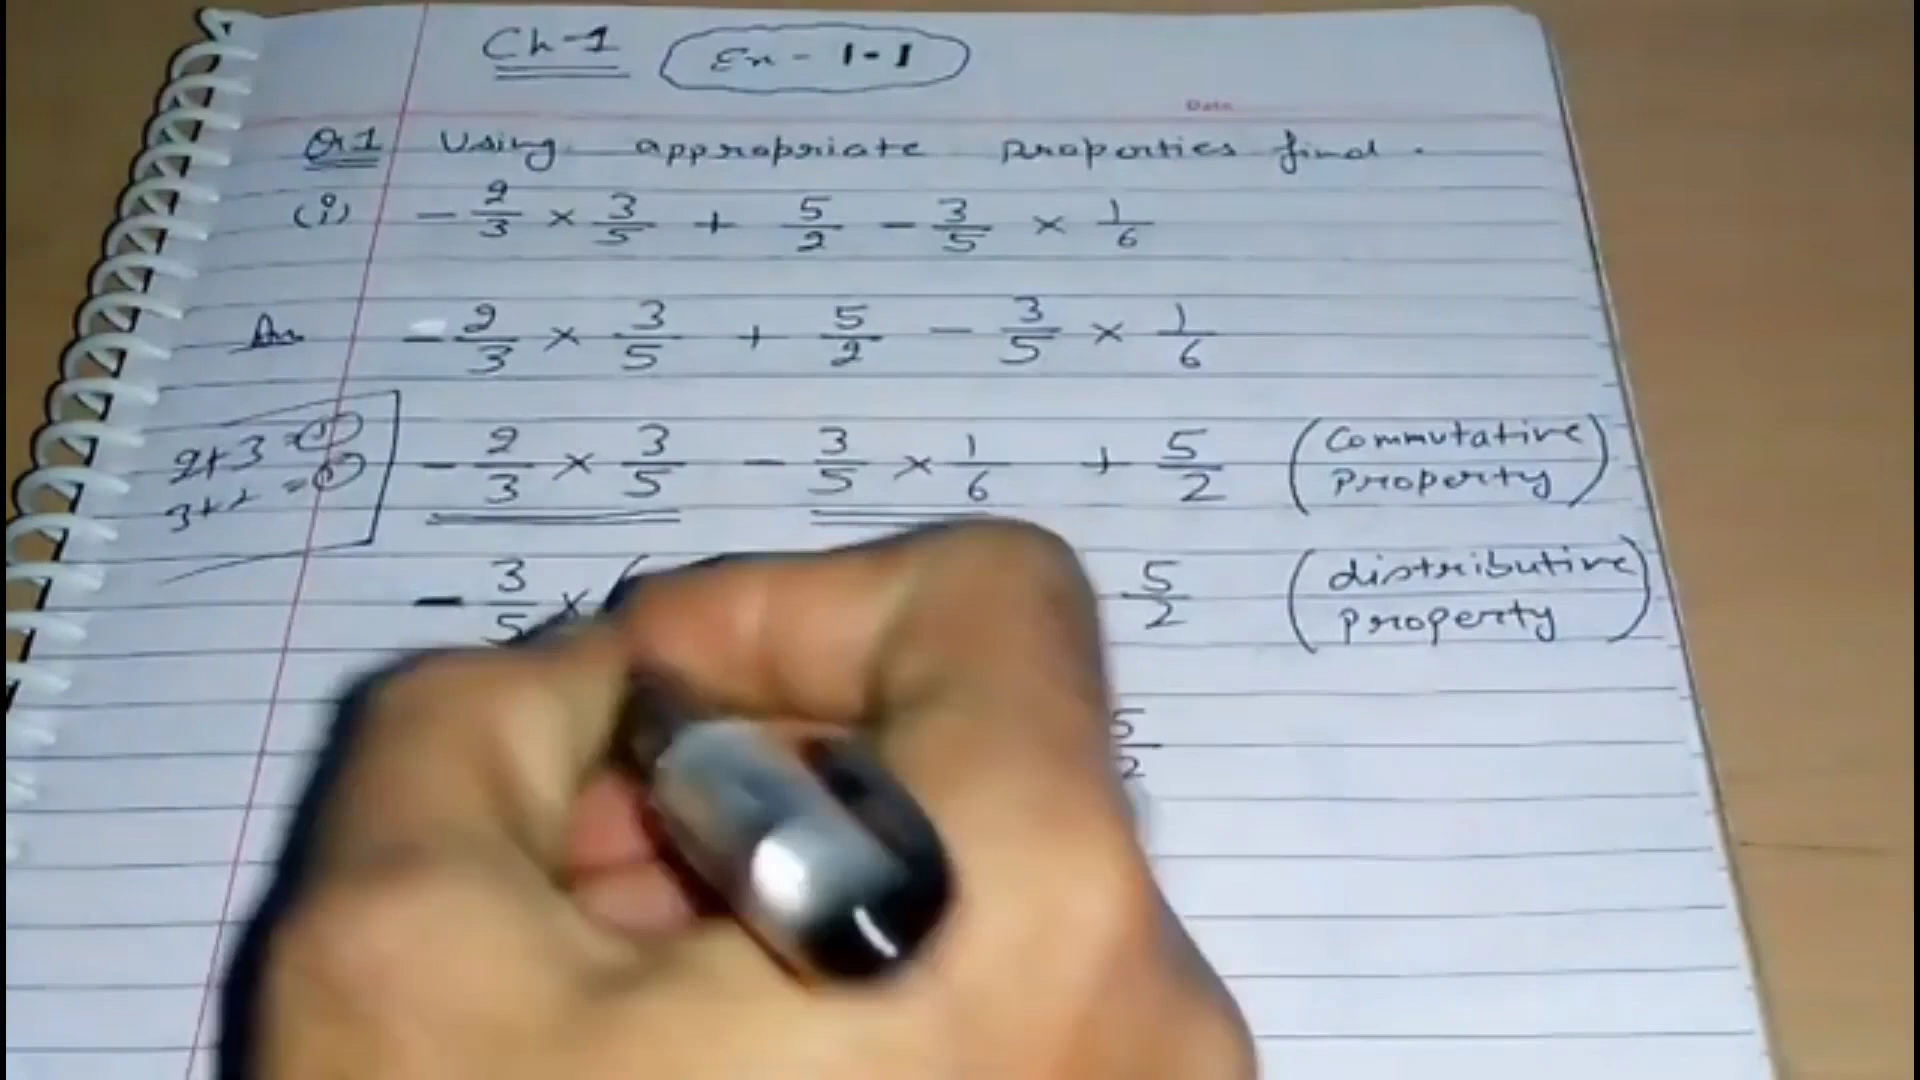 Ch-1 Ex-1.1
Date
Q1 Using appropriate properties find.
(i) - 2/3 × 3/5 + 5/2 - 3/5 × 1/6
Ans - 2/3 × 3/5 + 5/2 - 3/5 × 1/6
2+3 =
- 2/3 × 3/5 - 3/5 × 1/6 + 5/2 (Commutative Property)
- 3/5 × ( 5/2 (distributive property)
5/2